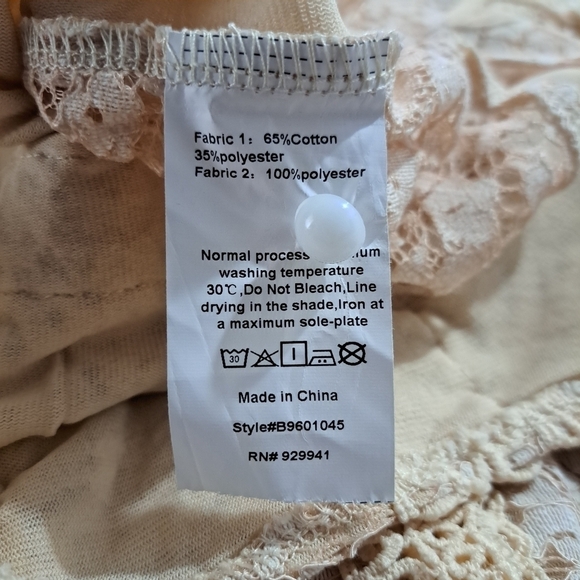 Fabric 1: 65%Cotton
35%polyester
Fabric 2: 100%polyester
Normal process
washing temperature
30℃,Do Not Bleach,Line
drying in the shade,Iron at
a maximum sole-plate
30
Made in China
Style#B9601045
RN# 929941